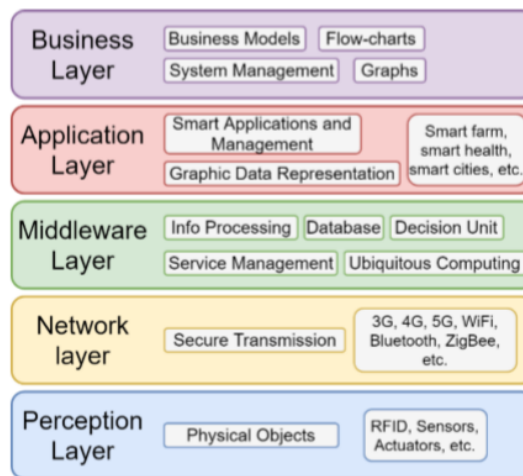 Business
Layer
Business Models
Flow-charts
System Management
Graphs
Application
Layer
Smart Applications and
Management
Graphic Data Representation
Smart farm,
smart health,
smart cities, etc.
Middleware
Layer
Info Processing
Database
Decision Unit
Service Management
Ubiquitous Computing
Network
layer
Secure Transmission
3G, 4G, 5G, WiFi,
Bluetooth, ZigBee,
etc.
Perception
Layer
Physical Objects
RFID, Sensors,
Actuators, etc.